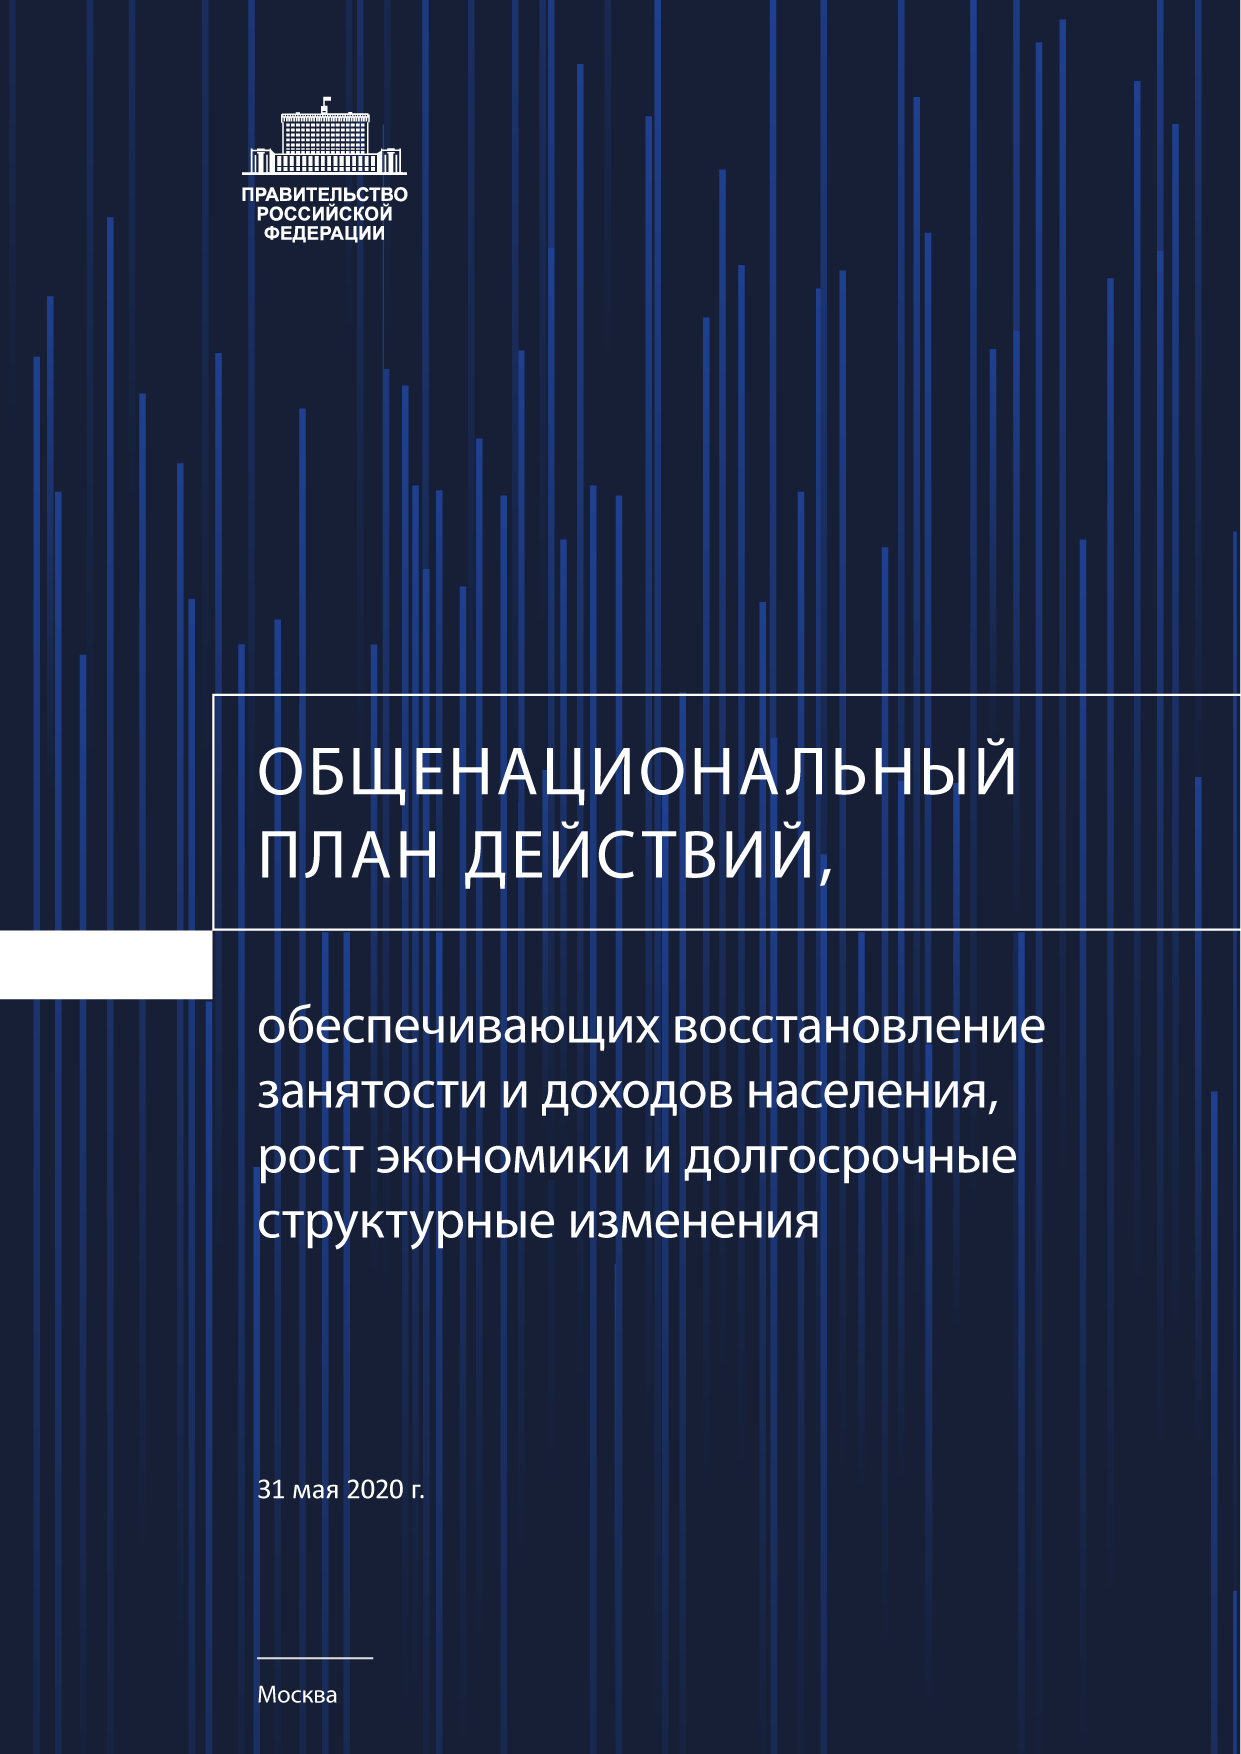 ПРАВИТЕЛЬСТВО
РОССИЙСКОЙ
ФЕДЕРАЦИИ
ОБЩЕНАЦИОНАЛЬНЫЙ
ПЛАН ДЕЙСТВИЙ,
обеспечивающих восстановление
занятости и доходов населения,
рост экономики и долгосрочные
структурные изменения
31 мая 2020 г.
Москва